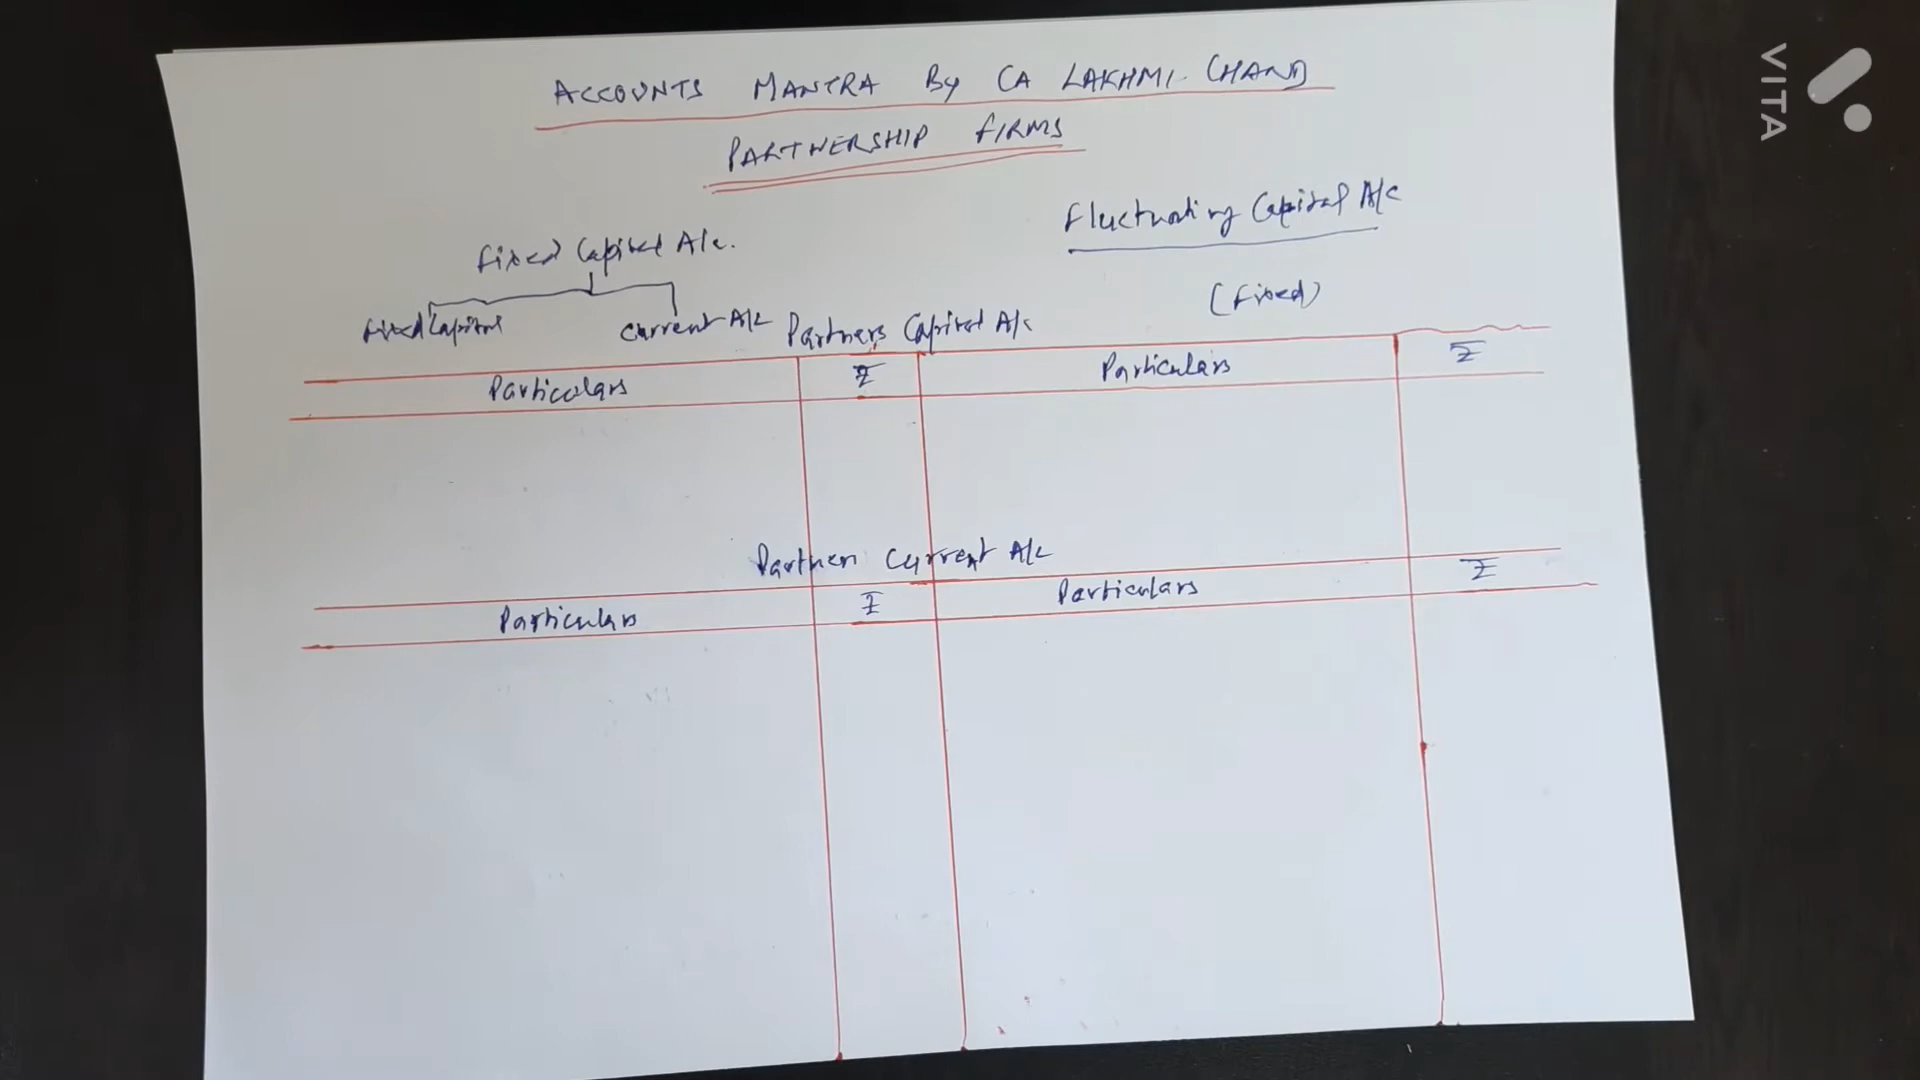 ACCOUNTS MANTRA By CA LAKHMI CHAND
PARTNERSHIP FIRMS
Fluctuating Capital A/c
Fixed Capital A/c.
(Fixed)
Fixed Capital
Current A/c
Partners Capital A/c
Particulars ₹ Particulars ₹
Partners Current A/c
Particulars ₹ Particulars ₹
VITA